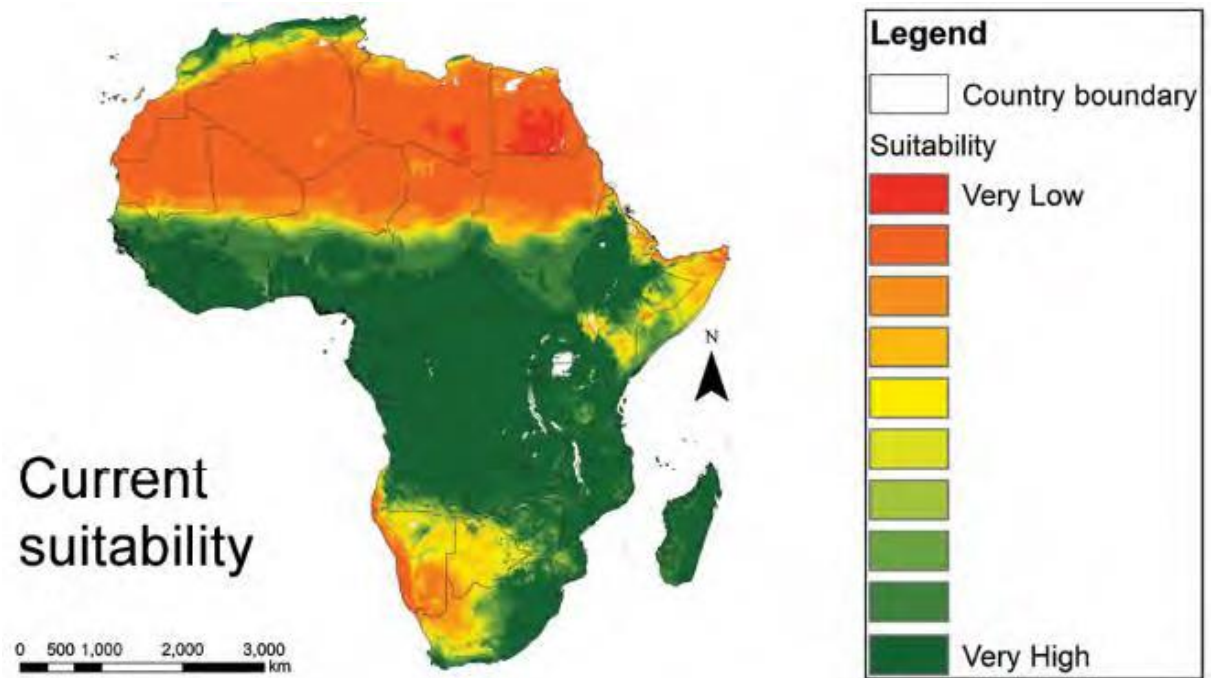 Legend
Country boundary
Suitability
Very Low
N
Current
suitability
0 500 1,000 2,000 3,000
km
Very High